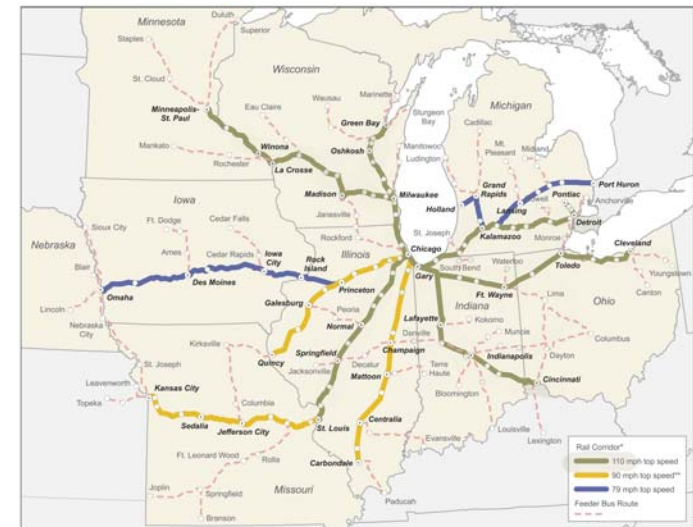 Minnesota
Duluth
Superior
Staples
St. Cloud
Wisconsin
Minneapolis-
St. Paul
Eau Claire
Wausau
Marinette
Green Bay
Sturgeon
Bay
Michigan
Cadillac
Mankato
Rochester
Winona
La Crosse
Oshkosh
Manitowoc
Ludington
Mt.
Pleasant
Midland
Madison
Milwaukee
Holland
Grand
Rapids
Lansing
Pontiac
Port Huron
Anchorville
Iowa
Sioux City
Ft. Dodge
Cedar Falls
Janesville
Rockford
St. Joseph
Kalamazoo
Monroe
Detroit
Cleveland
Nebraska
Blair
Ames
Cedar Rapids
Iowa
City
Rock
Island
Illinois
Chicago
Gary
South Bend
Waterloo
Toledo
Youngstown
Canton
Omaha
Des Moines
Princeton
Ft. Wayne
Lima
Ohio
Lincoln
Nebraska
City
Galesburg
Peoria
Normal
Lafayette
Indiana
Kokomo
Muncie
Columbus
Kirksville
Danville
St. Joseph
Quincy
Springfield
Champaign
Indianapolis
Dayton
Leavenworth
Topeka
Kansas City
Jacksonville
Decatur
Mattoon
Terre
Haute
Bloomington
Cincinnati
Columbia
Sedalia
Jefferson City
St. Louis
Centralia
Louisville
Lexington
Ft. Leonard Wood
Rolla
Carbondale
Evansville
Joplin
Springfield
Missouri
Paducah
Branson
Rail Corridor*
110 mph top speed
90 mph top speed**
79 mph top speed
Feeder Bus Route